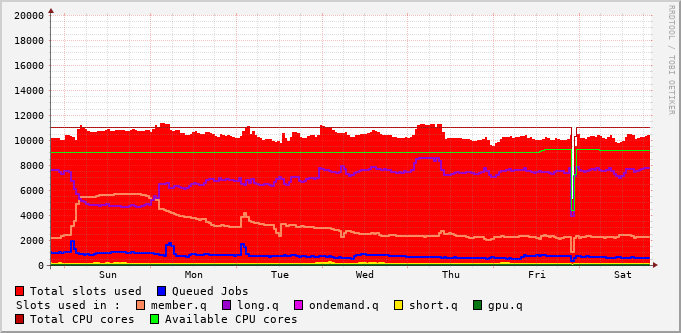 RRDTOOL / TOBI OETIKER
20000
18000
16000
14000
12000
10000
8000
6000
4000
2000
0
Sun Mon Tue Wed Thu Fri Sat
Total slots used Queued Jobs
Slots used in : member.q long.q ondemand.q short.q gpu.q
Total CPU cores Available CPU cores